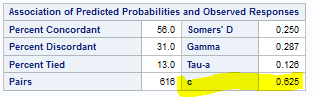 Association of Predicted Probabilities and Observed Responses
Percent Concordant 56.0 Somers' D 0.250
Percent Discordant 31.0 Gamma 0.287
Percent Tied 13.0 Tau-a 0.126
Pairs 616 c 0.625